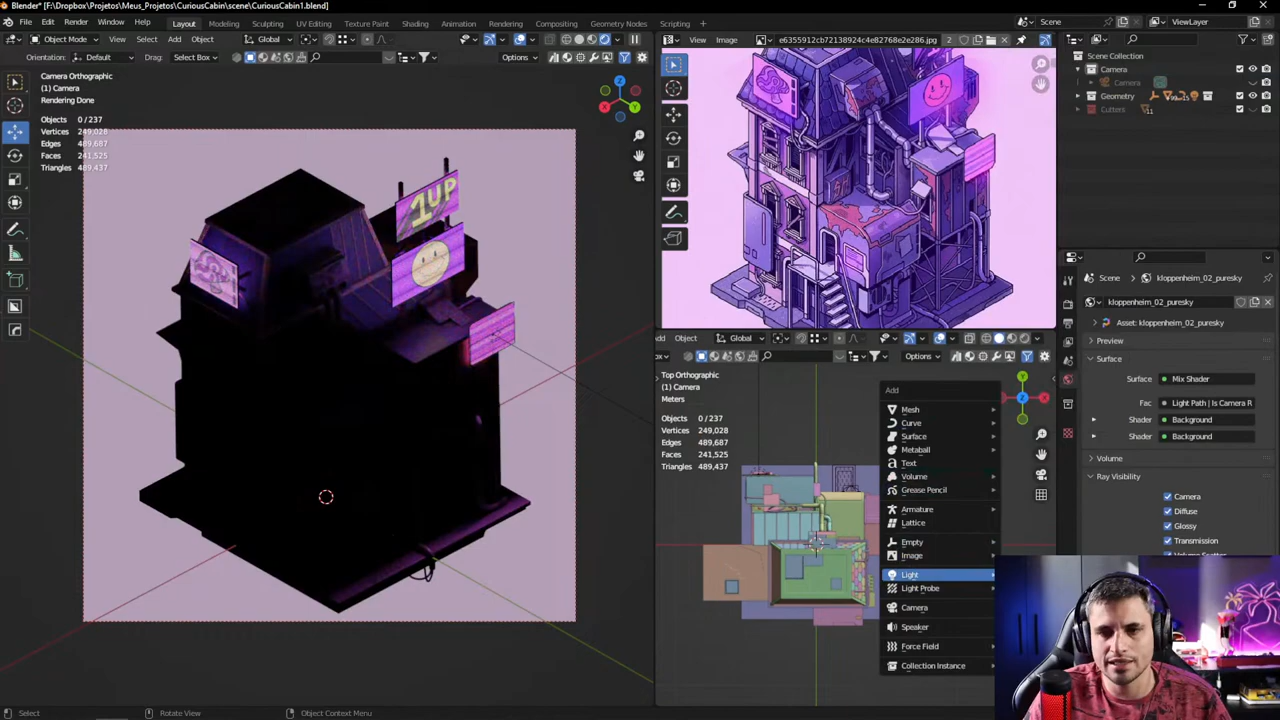 Blender* [F:\Dropbox\Projetos\Meus_Projetos\CuriousCabin\scene\CuriousCabin1.blend]
File Edit Render Window Help Layout Modeling Sculpting UV Editing Texture Paint Shading Animation Rendering Compositing Geometry Nodes Scripting Scene ViewLayer
Object Mode View Select Add Object Global
View Image e6355912cb72138924c4e82768e2e286.jpg 2
Orientation: Default Drag: Select Box Options
Scene Collection
Camera
Camera
Geometry
Cutters 11
Camera Orthographic
(1) Camera
Rendering Done
Objects 0 / 237
Vertices 249,028
Edges 489,687
Faces 241,525
Triangles 489,437
Z
X
Y
1UP
Scene kloppenheim_02_puresky
kloppenheim_02_puresky
Asset: kloppenheim_02_puresky
Preview
Surface
Surface Mix Shader
Fac Light Path | Is Camera R
Shader Background
Shader Background
Volume
Ray Visibility
Camera
Diffuse
Glossy
Transmission
Add Object Global
Options
Top Orthographic
(1) Camera
Meters
Objects 0 / 237
Vertices 249,028
Edges 489,687
Faces 241,525
Triangles 489,437
Y
X
Z
Add
Mesh
Curve
Surface
Metaball
Text
Volume
Grease Pencil
Armature
Lattice
Empty
Image
Light
Light Probe
Camera
Speaker
Force Field
Collection Instance
Select Rotate View Object Context Menu